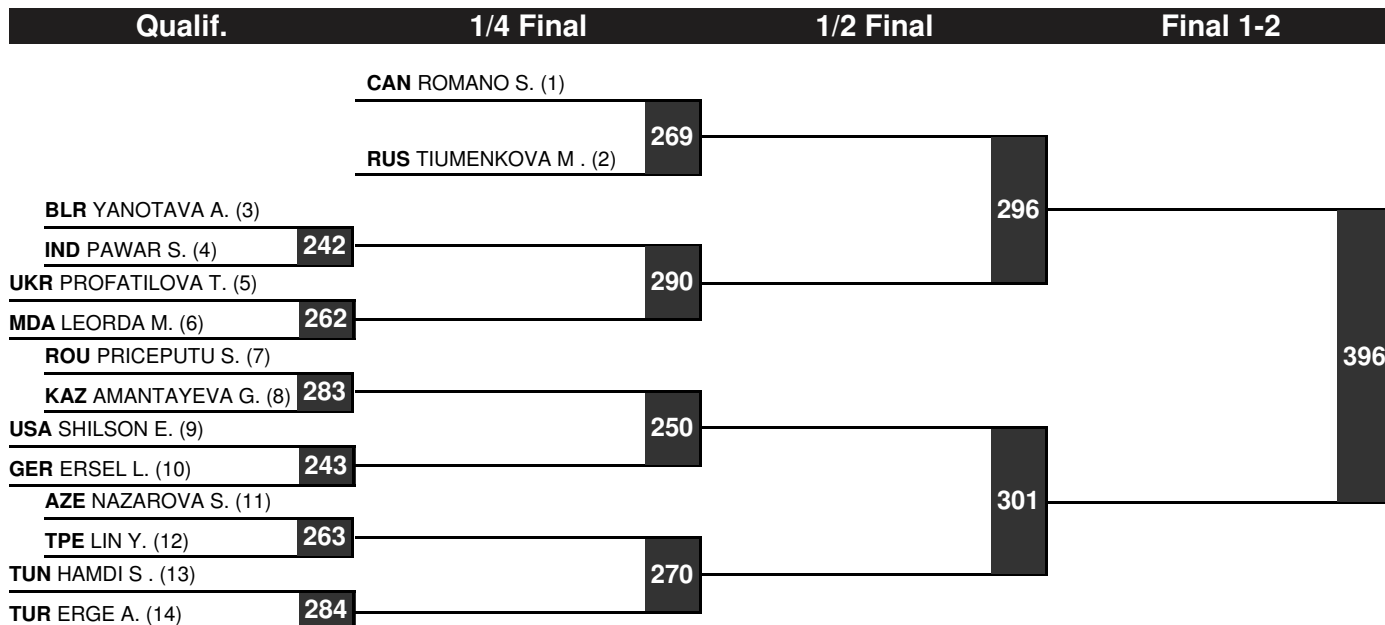 Qualif. 1/4 Final 1/2 Final Final 1-2
CAN ROMANO S. (1)
269
RUS TIUMENKOVA M . (2)
BLR YANOTAVA A. (3)
296
IND PAWAR S. (4) 242
UKR PROFATILOVA T. (5)
290
MDA LEORDA M. (6) 262
ROU PRICEPUTU S. (7)
396
KAZ AMANTAYEVA G. (8) 283
USA SHILSON E. (9)
250
GER ERSEL L. (10) 243
AZE NAZAROVA S. (11)
301
TPE LIN Y. (12) 263
TUN HAMDI S . (13)
270
TUR ERGE A. (14) 284